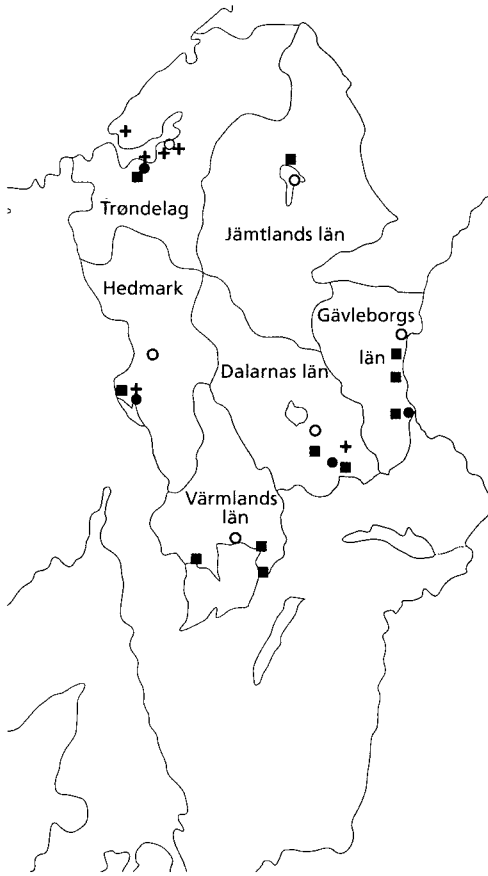 Trøndelag
Jämtlands län
Hedmark
Gävleborgs
län
Dalarnas län
Värmlands
län